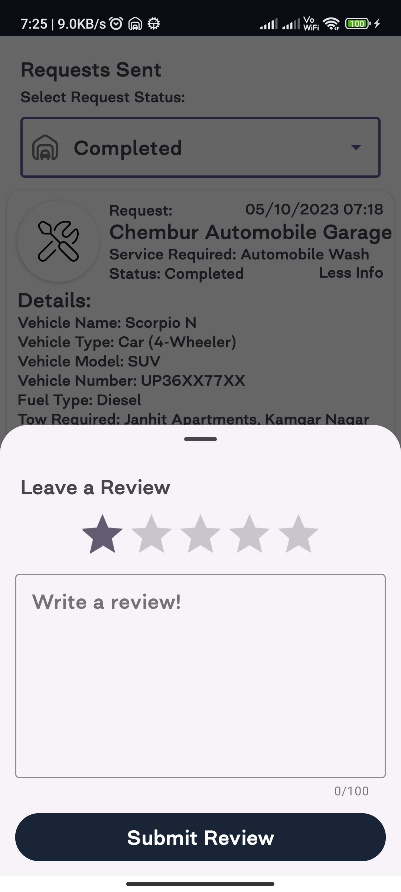 7:25 | 9.0KB/s
Vo
WiFi
100
Requests Sent
Select Request Status:
Completed
Request: 05/10/2023 07:18
Chembur Automobile Garage
Service Required: Automobile Wash
Status: Completed Less Info
Details:
Vehicle Name: Scorpio N
Vehicle Type: Car (4-Wheeler)
Vehicle Model: SUV
Vehicle Number: UP36XX77XX
Fuel Type: Diesel
Tow Required: Janhit Apartments, Kamgar Nagar
Leave a Review
Write a review!
0/100
Submit Review